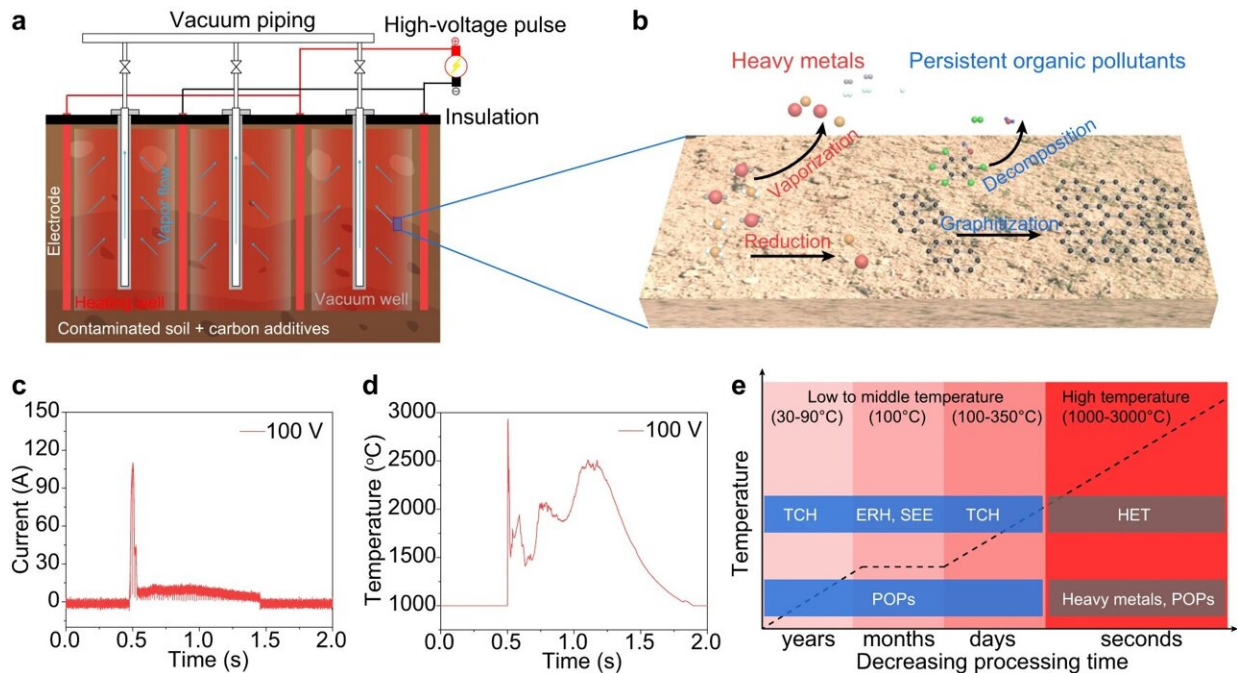 a
Vacuum piping
High-voltage pulse
Insulation
Electrode
Vapor flow
Heating well
Vacuum well
Contaminated soil + carbon additives
b
Heavy metals
Persistent organic pollutants
Vaporization
Decomposition
Reduction
Graphitization
c
150
120
90
60
30
0
Current (A)
100 V
0.0 0.5 1.0 1.5 2.0
Time (s)
d
3000
2500
2000
1500
1000
Temperature (°C)
100 V
0.0 0.5 1.0 1.5 2.0
Time (s)
e
Low to middle temperature
(30-90°C) (100°C) (100-350°C)
High temperature
(1000-3000°C)
Temperature
TCH ERH, SEE TCH HET
POPs Heavy metals, POPs
years months days seconds
Decreasing processing time